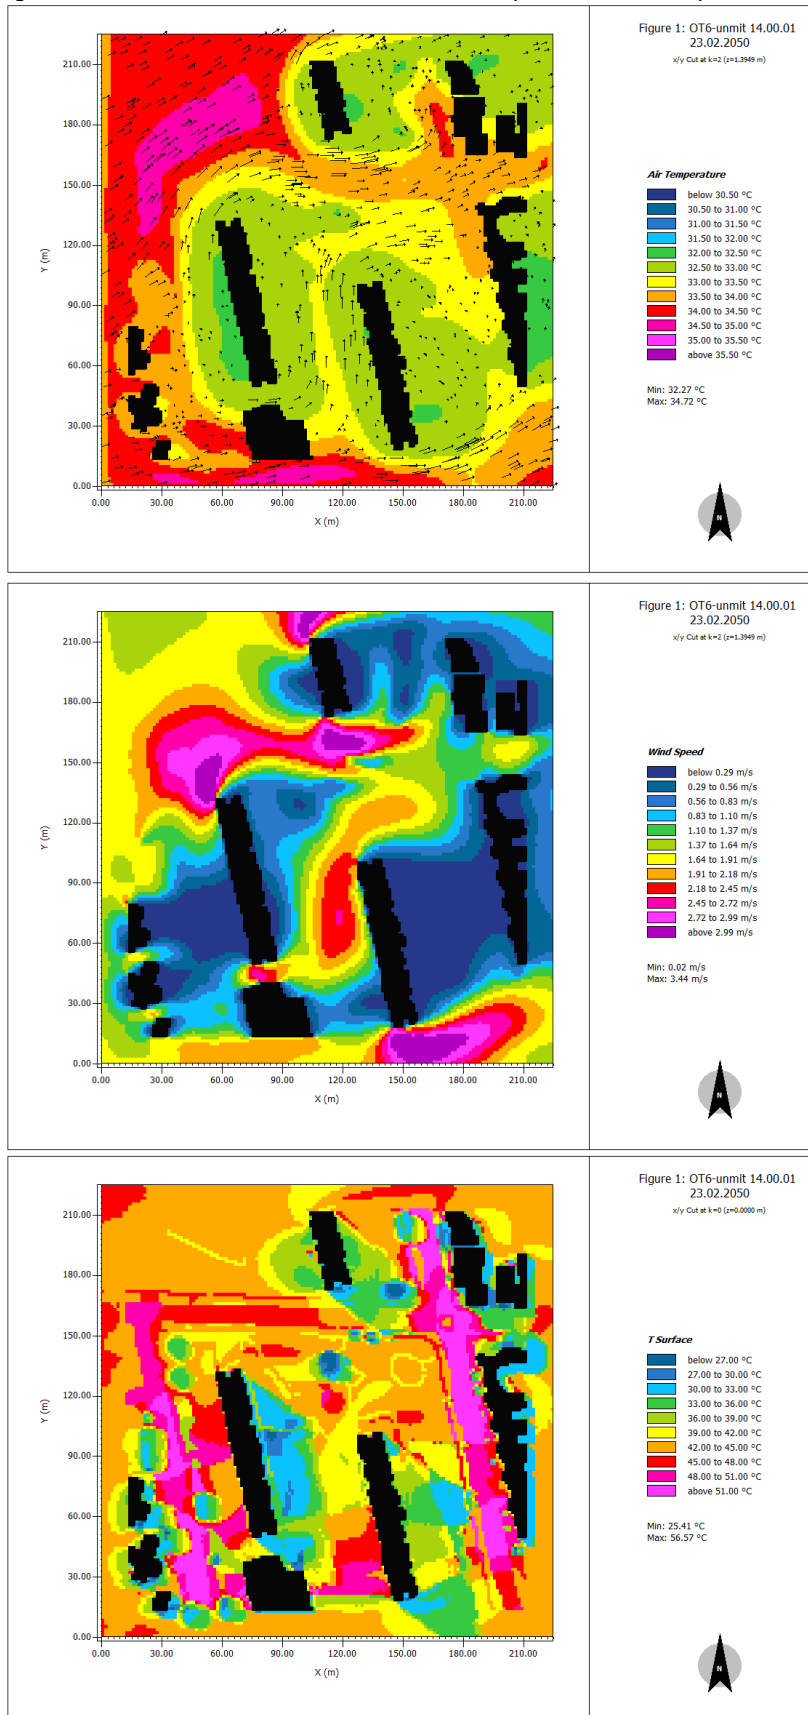 Figure 1: OT6-unmit 14.00.01
23.02.2050
x/y Cut at k=2 (z=1.3949 m)
210.00
180.00
150.00
120.00
90.00
60.00
30.00
0.00
Y (m)
0.00 30.00 60.00 90.00 120.00 150.00 180.00 210.00
X (m)
Air Temperature
below 30.50 °C
30.50 to 31.00 °C
31.00 to 31.50 °C
31.50 to 32.00 °C
32.00 to 32.50 °C
32.50 to 33.00 °C
33.00 to 33.50 °C
33.50 to 34.00 °C
34.00 to 34.50 °C
34.50 to 35.00 °C
35.00 to 35.50 °C
above 35.50 °C
Min: 32.27 °C
Max: 34.72 °C
N
Figure 1: OT6-unmit 14.00.01
23.02.2050
x/y Cut at k=2 (z=1.3949 m)
210.00
180.00
150.00
120.00
90.00
60.00
30.00
0.00
Y (m)
0.00 30.00 60.00 90.00 120.00 150.00 180.00 210.00
X (m)
Wind Speed
below 0.29 m/s
0.29 to 0.56 m/s
0.56 to 0.83 m/s
0.83 to 1.10 m/s
1.10 to 1.37 m/s
1.37 to 1.64 m/s
1.64 to 1.91 m/s
1.91 to 2.18 m/s
2.18 to 2.45 m/s
2.45 to 2.72 m/s
2.72 to 2.99 m/s
above 2.99 m/s
Min: 0.02 m/s
Max: 3.44 m/s
N
Figure 1: OT6-unmit 14.00.01
23.02.2050
x/y Cut at k=0 (z=0.0000 m)
210.00
180.00
150.00
120.00
90.00
60.00
30.00
0.00
Y (m)
0.00 30.00 60.00 90.00 120.00 150.00 180.00 210.00
X (m)
T Surface
below 27.00 °C
27.00 to 30.00 °C
30.00 to 33.00 °C
33.00 to 36.00 °C
36.00 to 39.00 °C
39.00 to 42.00 °C
42.00 to 45.00 °C
45.00 to 48.00 °C
48.00 to 51.00 °C
above 51.00 °C
Min: 25.41 °C
Max: 56.57 °C
N